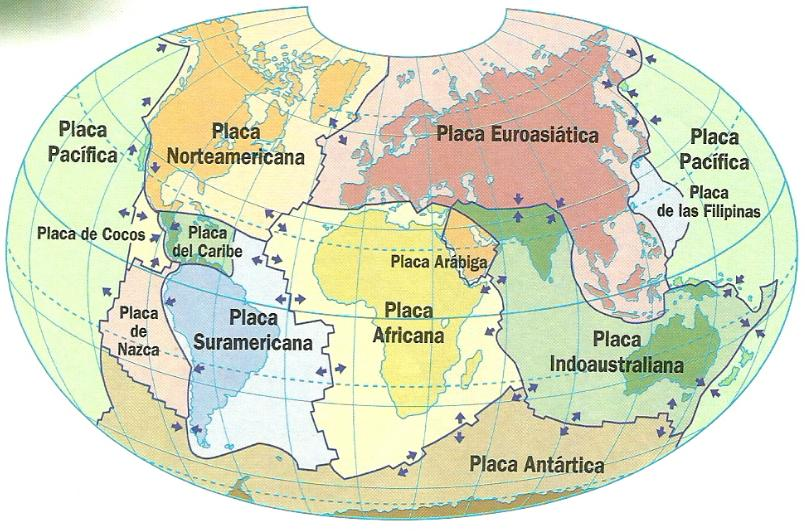 Placa
Pacífica
Placa
Norteamericana
Placa Euroasiática
Placa
Pacífica
Placa
de las Filipinas
Placa de Cocos
Placa
del Caribe
Placa Arábiga
Placa
de
Nazca
Placa
Suramericana
Placa
Africana
Placa
Indoaustraliana
Placa Antártica